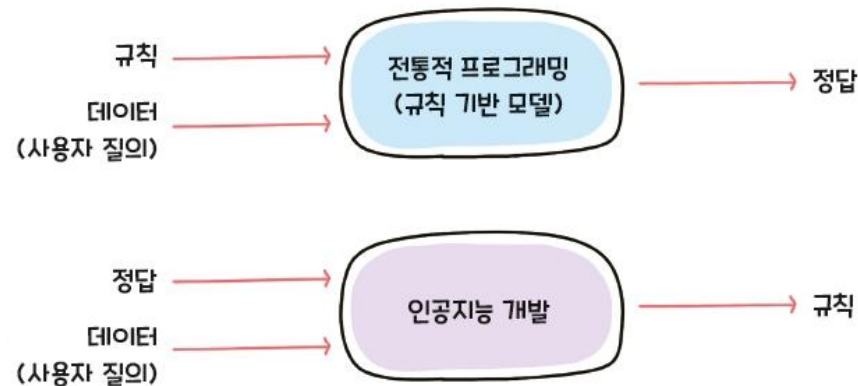 규칙
데이터
(사용자 질의)
전통적 프로그래밍
(규칙 기반 모델)
정답
정답
데이터
(사용자 질의)
인공지능 개발
규칙